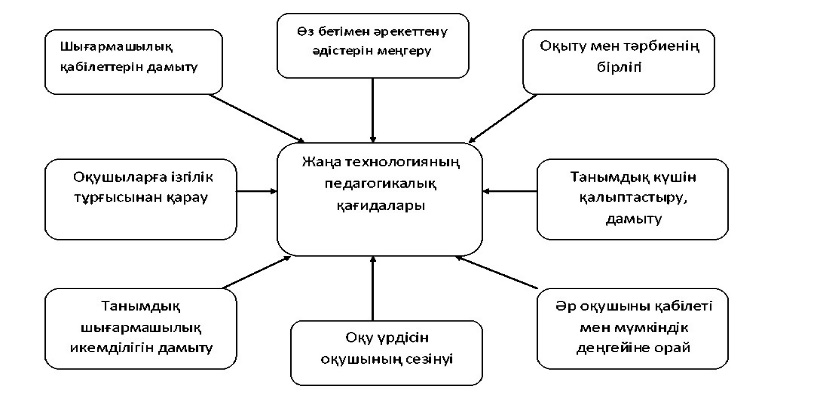 Шығармашылық
қабілеттерін дамыту
Өз бетімен әрекеттену
әдістерін меңгеру
Оқыту мен тәрбиенің
бірлігі
Оқушыларға ізгілік
тұрғысынан қарау
Жаңа технологияның
педагогикалық
қағидалары
Танымдық күшін
қалыптастыру,
дамыту
Танымдық
шығармашылық
икемділігін дамыту
Оқу үрдісін
оқушының сезінуі
Әр оқушыны қабілеті
мен мүмкіндік
деңгейіне орай